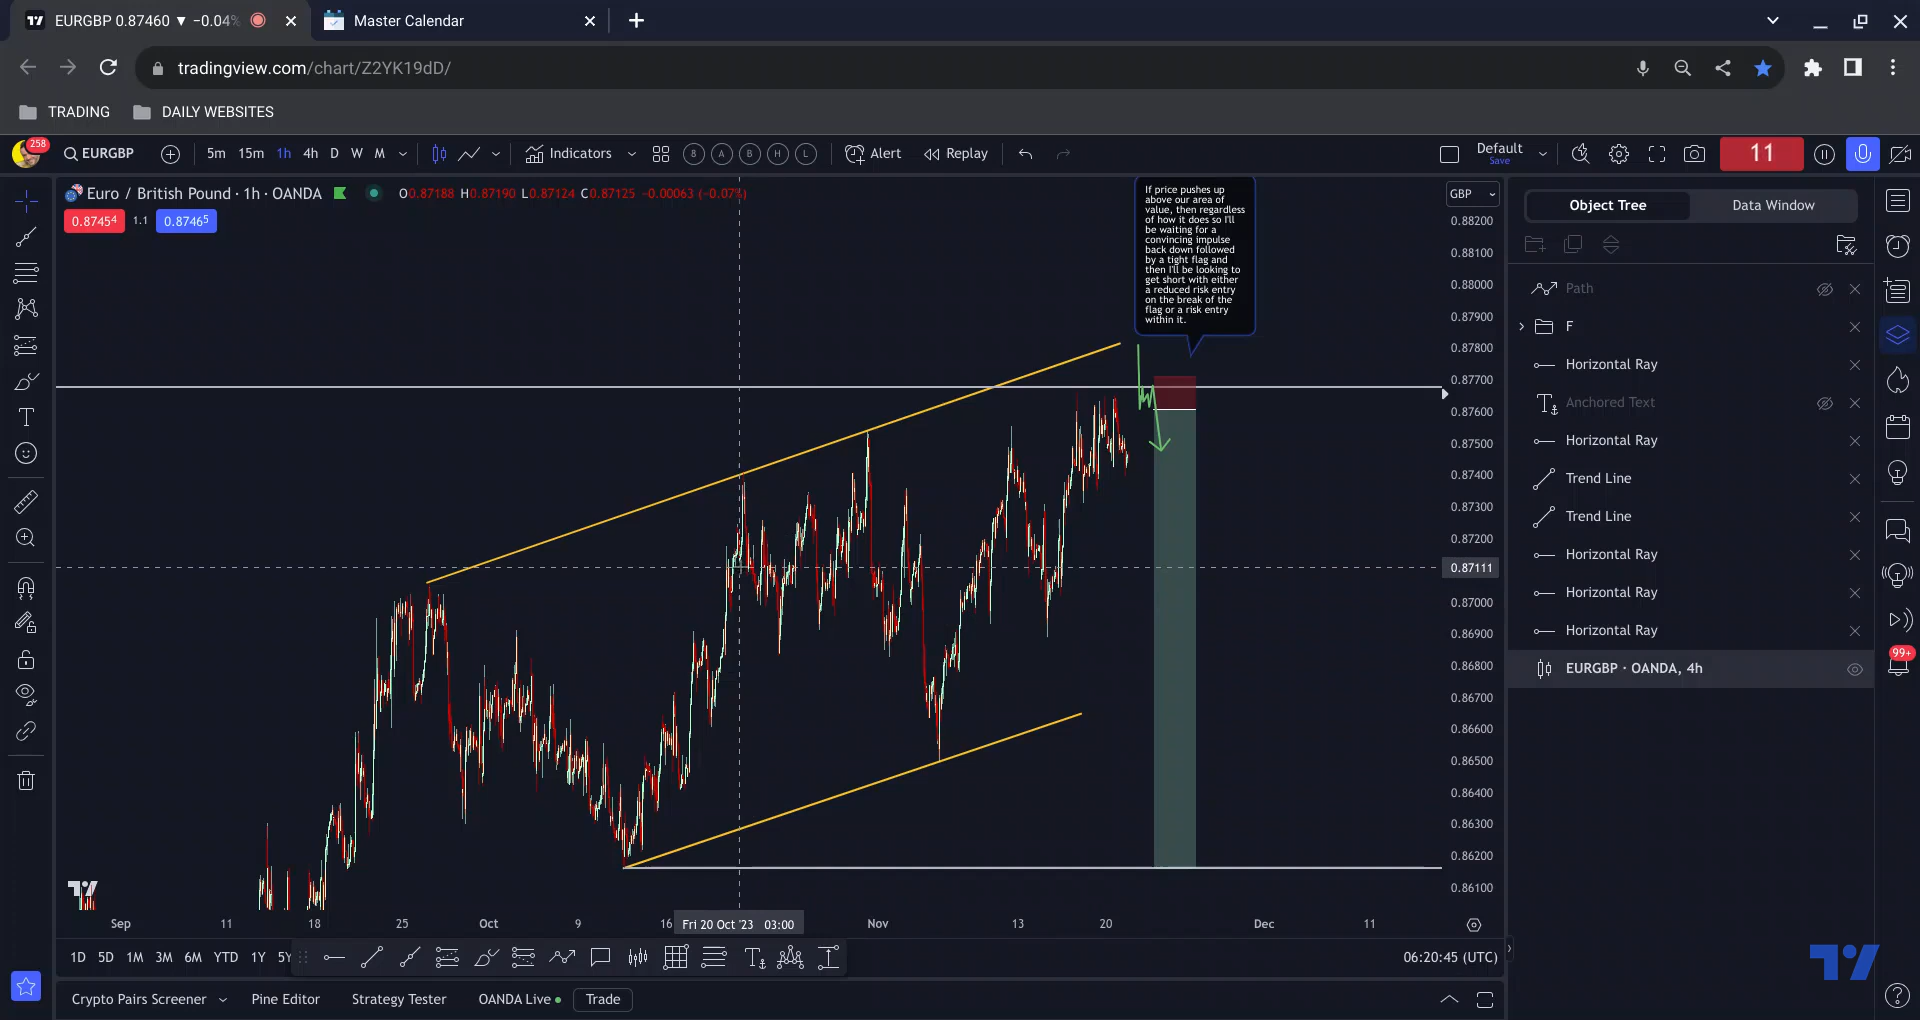 EURGBP 0.87460 ▼ −0.04%
Master Calendar
tradingview.com/chart/Z2YK19dD/
TRADING
DAILY WEBSITES
258
EURGBP
5m 15m 1h 4h D W M
Indicators
8 A B H L
Alert
Replay
Default
Save
11
Euro / British Pound · 1h · OANDA
O0.87188 H0.87190 L0.87124 C0.87125 −0.00063 (−0.07%)
0.87454 1.1 0.87465
If price pushes up
above our area of
value, then regardless
of how it does so I'll
be waiting for a
convincing impulse
back down followed
by a tight flag and
then I'll be looking to
get short with either
a reduced risk entry
on the break of the
flag or a risk entry
within it.
GBP
0.88200
0.88100
0.88000
0.87900
0.87800
0.87700
0.87600
0.87500
0.87400
0.87300
0.87200
0.87111
0.87000
0.86900
0.86800
0.86700
0.86600
0.86500
0.86400
0.86300
0.86200
0.86100
Object Tree
Data Window
Path
F
Horizontal Ray
Anchored Text
Horizontal Ray
Trend Line
Trend Line
Horizontal Ray
Horizontal Ray
Horizontal Ray
EURGBP · OANDA, 4h
99+
Sep 11 18 25 Oct 9 16 Fri 20 Oct '23 03:00 Nov 13 20 Dec 11
1D 5D 1M 3M 6M YTD 1Y 5Y
06:20:45 (UTC)
Crypto Pairs Screener
Pine Editor
Strategy Tester
OANDA Live
Trade